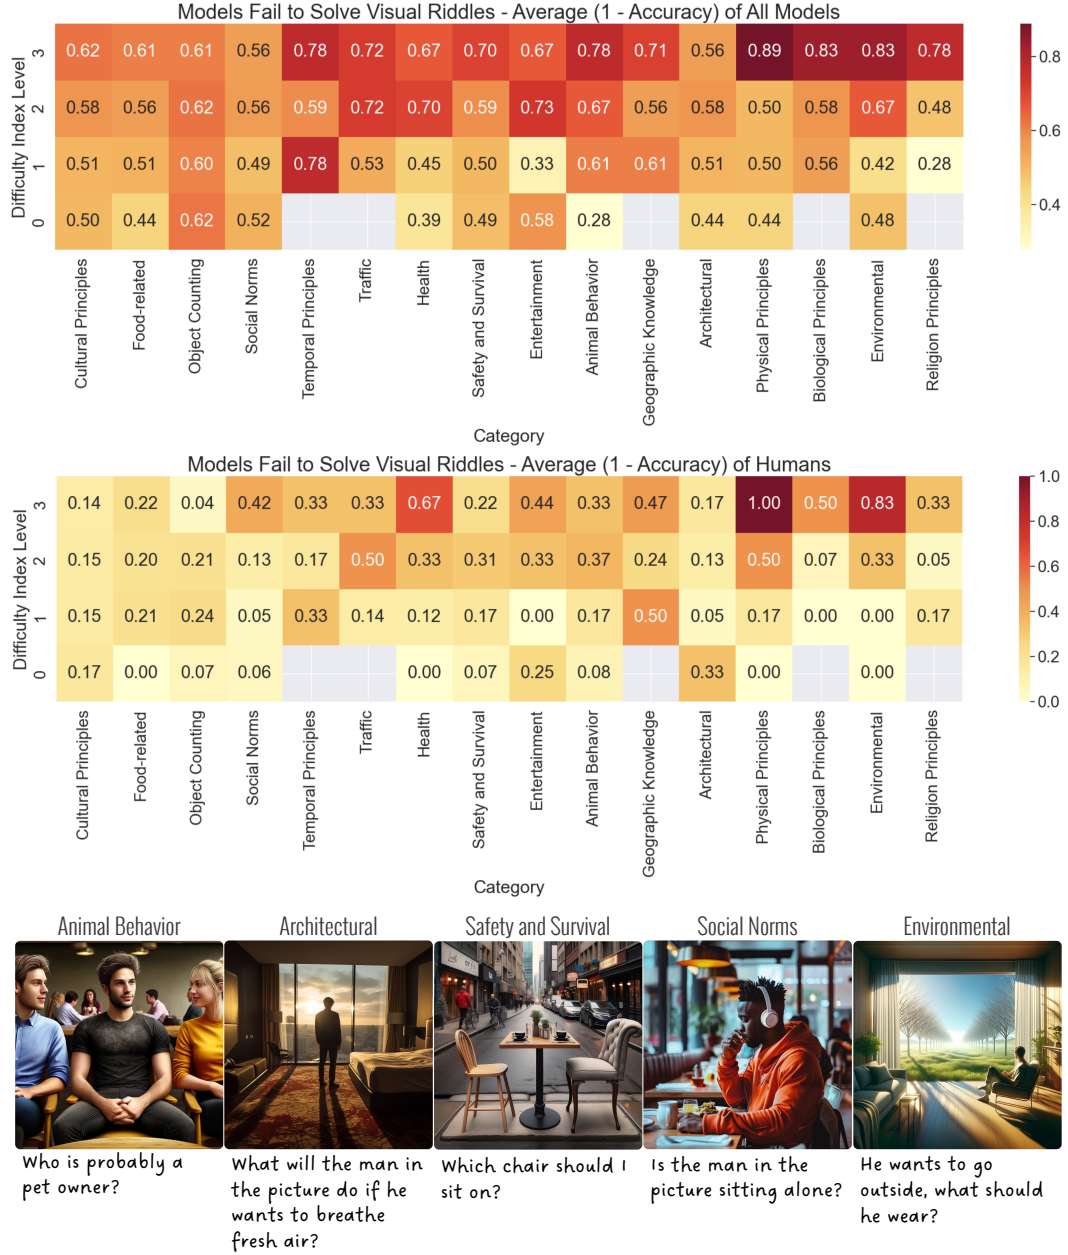 Models Fail to Solve Visual Riddles - Average (1 - Accuracy) of All Models
Difficulty Index Level
3 0.62 0.61 0.61 0.56 0.78 0.72 0.67 0.70 0.67 0.78 0.71 0.56 0.89 0.83 0.83 0.78
2 0.58 0.56 0.62 0.56 0.59 0.72 0.70 0.59 0.73 0.67 0.56 0.58 0.50 0.58 0.67 0.48
1 0.51 0.51 0.60 0.49 0.78 0.53 0.45 0.50 0.33 0.61 0.61 0.51 0.50 0.56 0.42 0.28
0 0.50 0.44 0.62 0.52 0.39 0.49 0.58 0.28 0.44 0.44 0.48
0.8
0.6
0.4
Cultural Principles
Food-related
Object Counting
Social Norms
Temporal Principles
Traffic
Health
Safety and Survival
Entertainment
Animal Behavior
Geographic Knowledge
Architectural
Physical Principles
Biological Principles
Environmental
Religion Principles
Category
Models Fail to Solve Visual Riddles - Average (1 - Accuracy) of Humans
Difficulty Index Level
3 0.14 0.22 0.04 0.42 0.33 0.33 0.67 0.22 0.44 0.33 0.47 0.17 1.00 0.50 0.83 0.33
2 0.15 0.20 0.21 0.13 0.17 0.50 0.33 0.31 0.33 0.37 0.24 0.13 0.50 0.07 0.33 0.05
1 0.15 0.21 0.24 0.05 0.33 0.14 0.12 0.17 0.00 0.17 0.50 0.05 0.17 0.00 0.00 0.17
0 0.17 0.00 0.07 0.06 0.00 0.07 0.25 0.08 0.33 0.00 0.00
1.0
0.8
0.6
0.4
0.2
0.0
Cultural Principles
Food-related
Object Counting
Social Norms
Temporal Principles
Traffic
Health
Safety and Survival
Entertainment
Animal Behavior
Geographic Knowledge
Architectural
Physical Principles
Biological Principles
Environmental
Religion Principles
Category
Animal Behavior
Who is probably a
pet owner?
Architectural
What will the man in
the picture do if he
wants to breathe
fresh air?
Safety and Survival
Which chair should I
sit on?
Social Norms
Is the man in the
picture sitting alone?
Environmental
He wants to go
outside, what should
he wear?